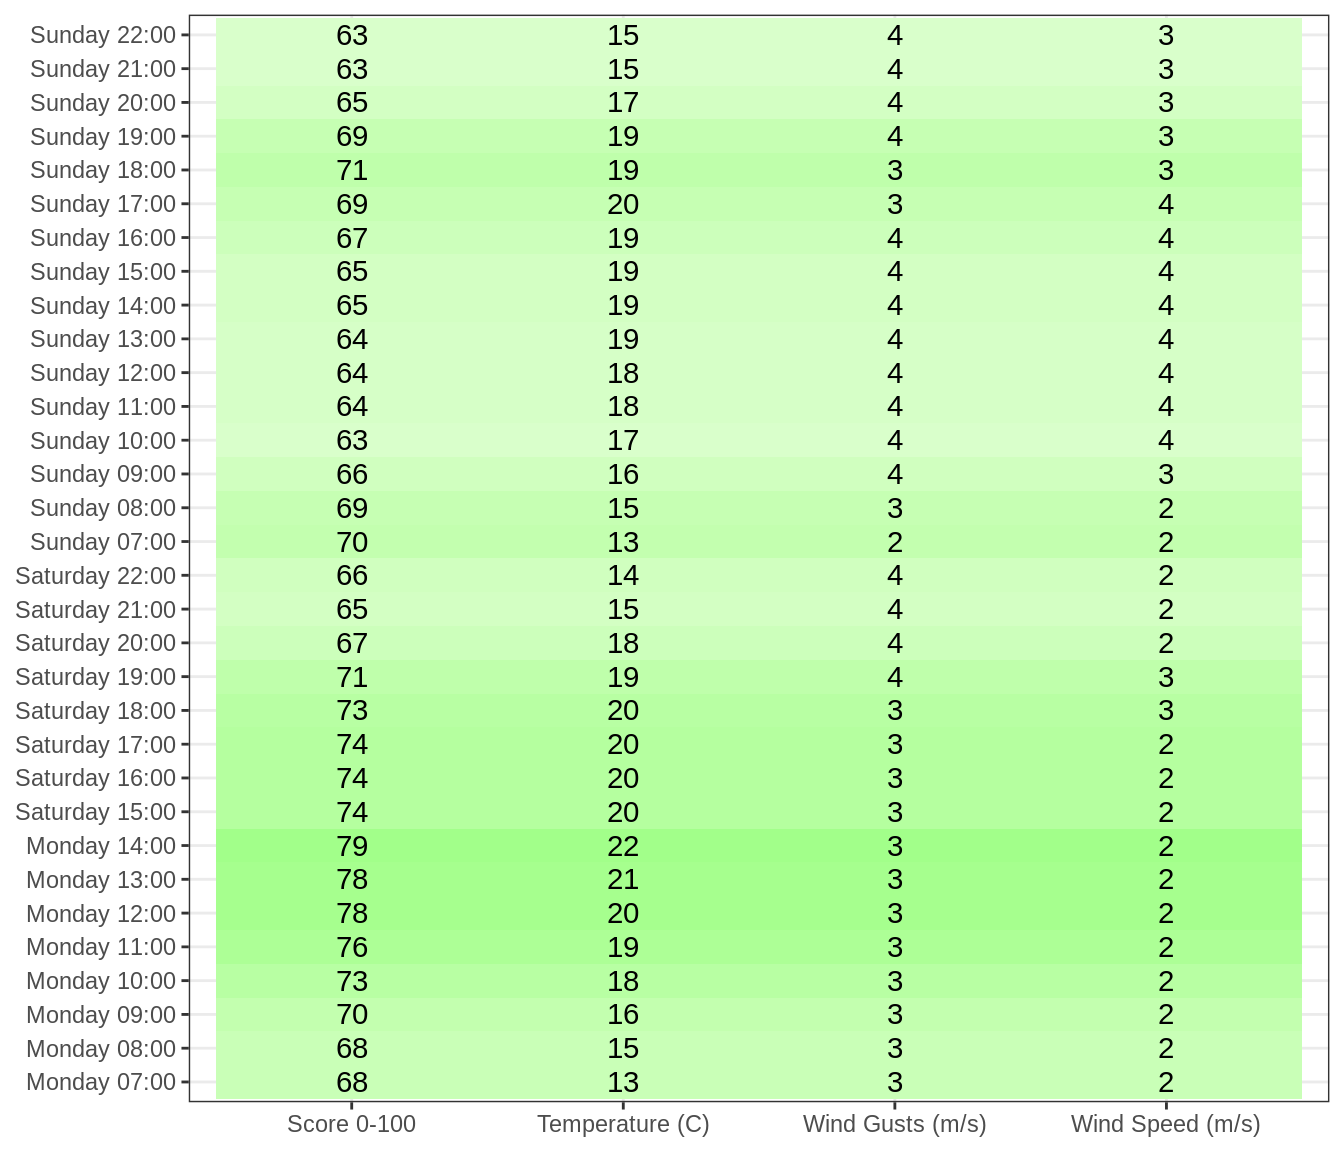 Sunday 22:00 63 15 4 3
Sunday 21:00 63 15 4 3
Sunday 20:00 65 17 4 3
Sunday 19:00 69 19 4 3
Sunday 18:00 71 19 3 3
Sunday 17:00 69 20 3 4
Sunday 16:00 67 19 4 4
Sunday 15:00 65 19 4 4
Sunday 14:00 65 19 4 4
Sunday 13:00 64 19 4 4
Sunday 12:00 64 18 4 4
Sunday 11:00 64 18 4 4
Sunday 10:00 63 17 4 4
Sunday 09:00 66 16 4 3
Sunday 08:00 69 15 3 2
Sunday 07:00 70 13 2 2
Saturday 22:00 66 14 4 2
Saturday 21:00 65 15 4 2
Saturday 20:00 67 18 4 2
Saturday 19:00 71 19 4 3
Saturday 18:00 73 20 3 3
Saturday 17:00 74 20 3 2
Saturday 16:00 74 20 3 2
Saturday 15:00 74 20 3 2
Monday 14:00 79 22 3 2
Monday 13:00 78 21 3 2
Monday 12:00 78 20 3 2
Monday 11:00 76 19 3 2
Monday 10:00 73 18 3 2
Monday 09:00 70 16 3 2
Monday 08:00 68 15 3 2
Monday 07:00 68 13 3 2
Score 0-100 Temperature (C) Wind Gusts (m/s) Wind Speed (m/s)